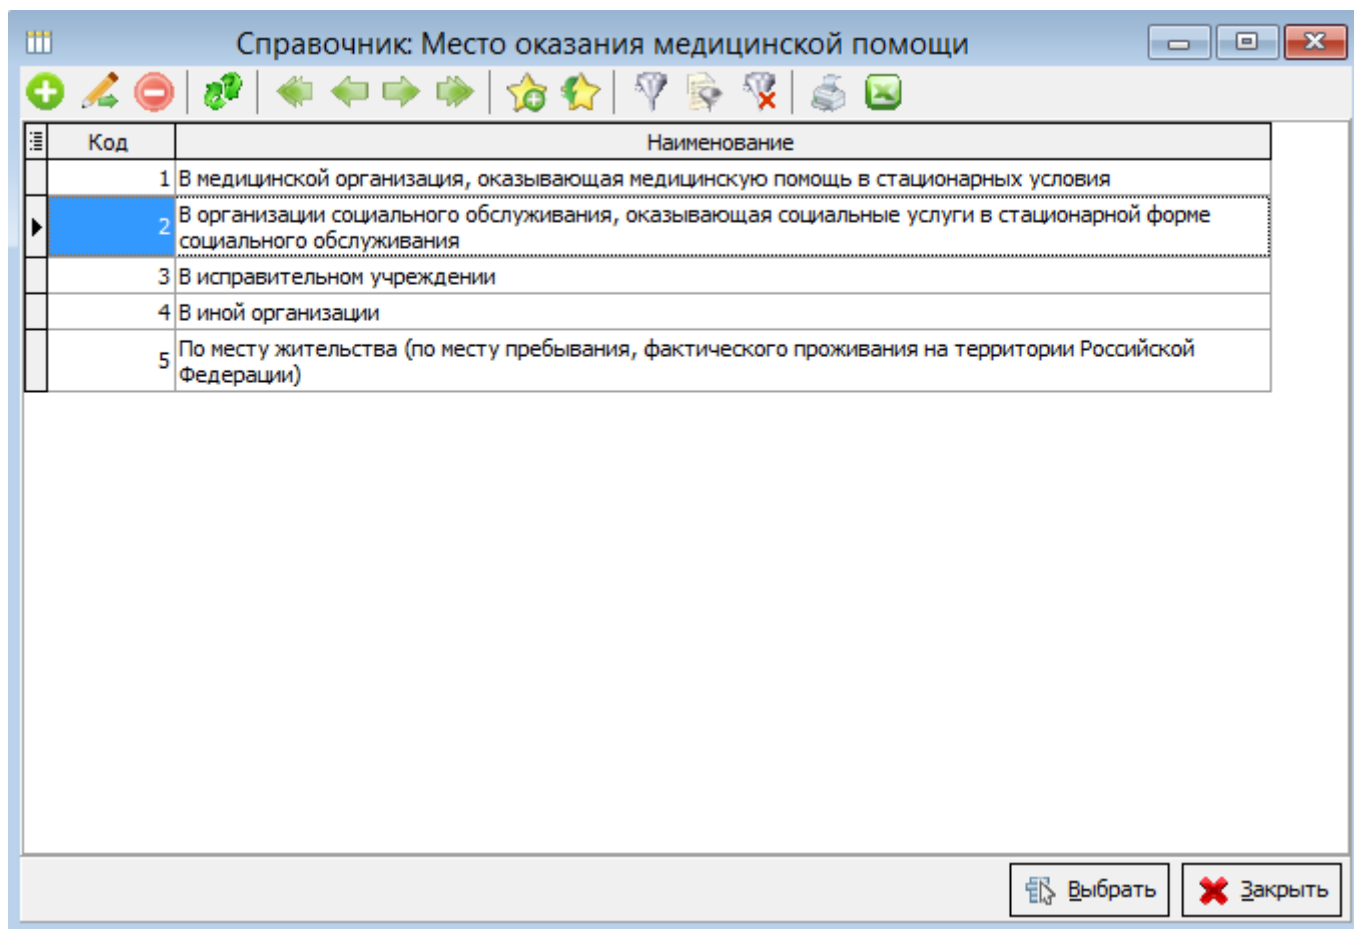 Справочник: Место оказания медицинской помощи
Код Наименование
1 В медицинской организация, оказывающая медицинскую помощь в стационарных условия
2 В организации социального обслуживания, оказывающая социальные услуги в стационарной форме
социального обслуживания
3 В исправительном учреждении
4 В иной организации
5 По месту жительства (по месту пребывания, фактического проживания на территории Российской
Федерации)
Выбрать Закрыть